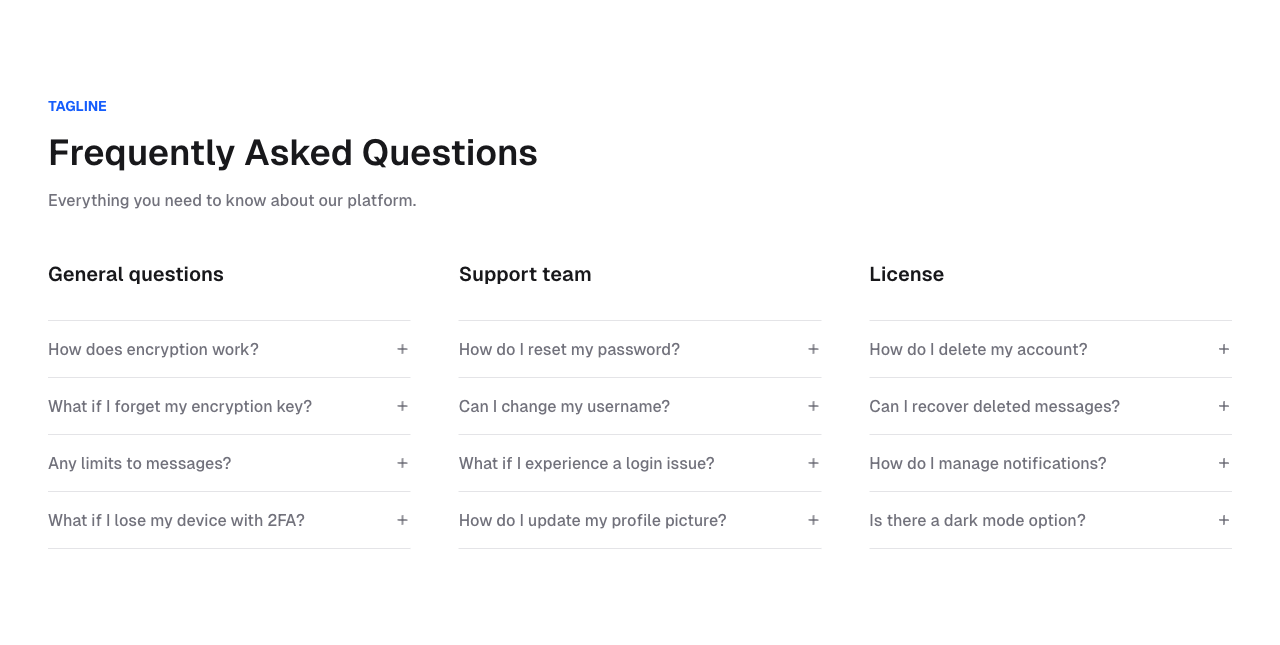 TAGLINE
Frequently Asked Questions
Everything you need to know about our platform.
General questions
How does encryption work?
What if I forget my encryption key?
Any limits to messages?
What if I lose my device with 2FA?
Support team
How do I reset my password?
Can I change my username?
What if I experience a login issue?
How do I update my profile picture?
License
How do I delete my account?
Can I recover deleted messages?
How do I manage notifications?
Is there a dark mode option?